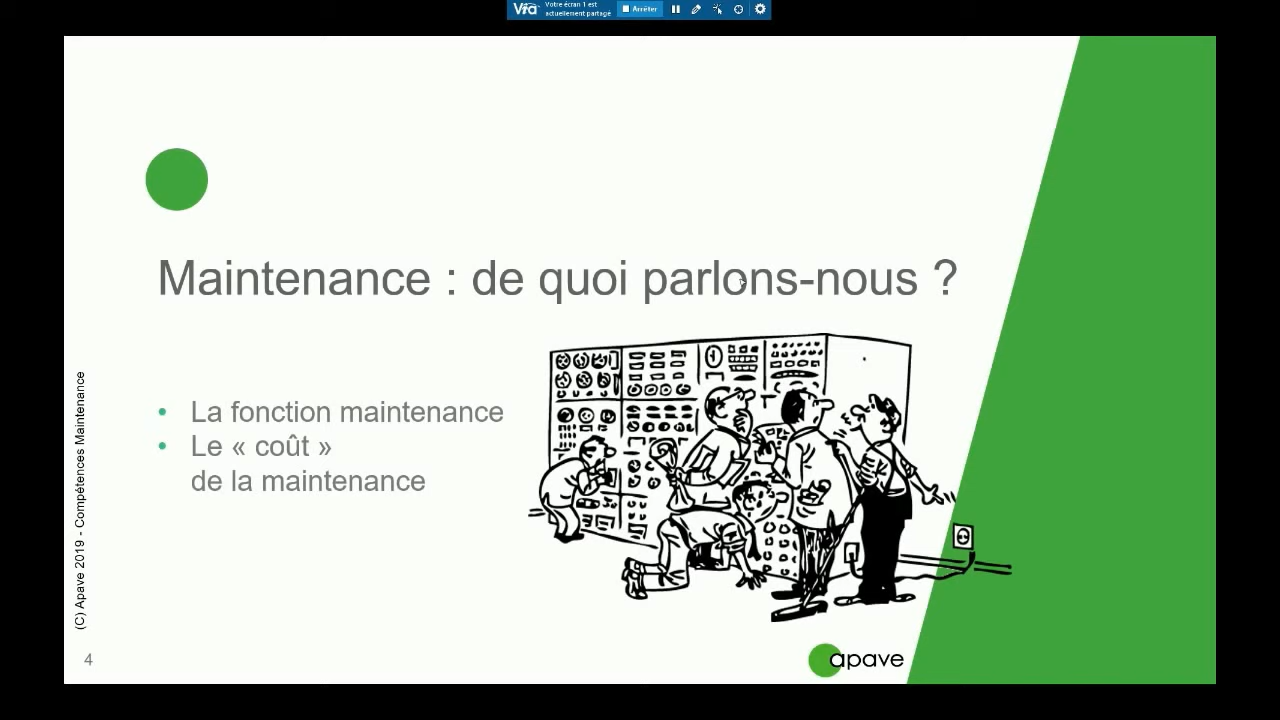 Via
Votre écran 1 est
actuellement partagé
Arrêter
Maintenance : de quoi parlons-nous ?
• La fonction maintenance
• Le « coût »
de la maintenance
(C) Apave 2019 - Compétences Maintenance
4
apave